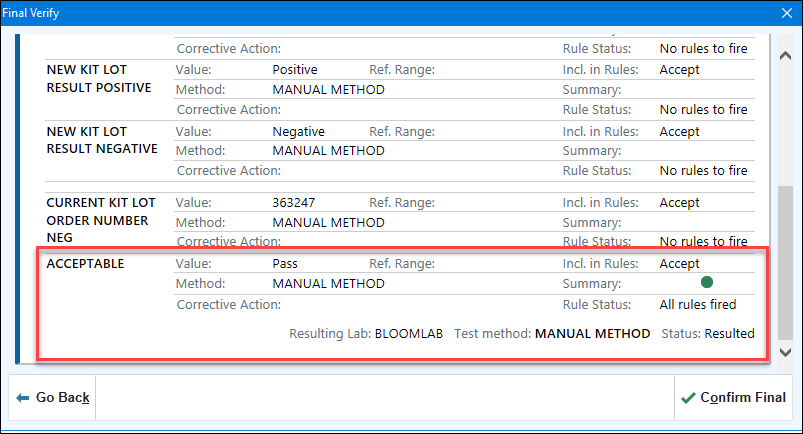 Final Verify
Corrective Action: Rule Status: No rules to fire
NEW KIT LOT Value: Positive Ref. Range: Incl. in Rules: Accept
RESULT POSITIVE Method: MANUAL METHOD Summary:
Corrective Action: Rule Status: No rules to fire
NEW KIT LOT Value: Negative Ref. Range: Incl. in Rules: Accept
RESULT NEGATIVE Method: MANUAL METHOD Summary:
Corrective Action: Rule Status: No rules to fire
CURRENT KIT LOT Value: 363247 Ref. Range: Incl. in Rules: Accept
ORDER NUMBER Method: MANUAL METHOD Summary:
NEG Corrective Action: Rule Status: No rules to fire
ACCEPTABLE Value: Pass Ref. Range: Incl. in Rules: Accept
Method: MANUAL METHOD Summary:
Corrective Action: Rule Status: All rules fired
Resulting Lab: BLOOMLAB Test method: MANUAL METHOD Status: Resulted
Go Back Confirm Final